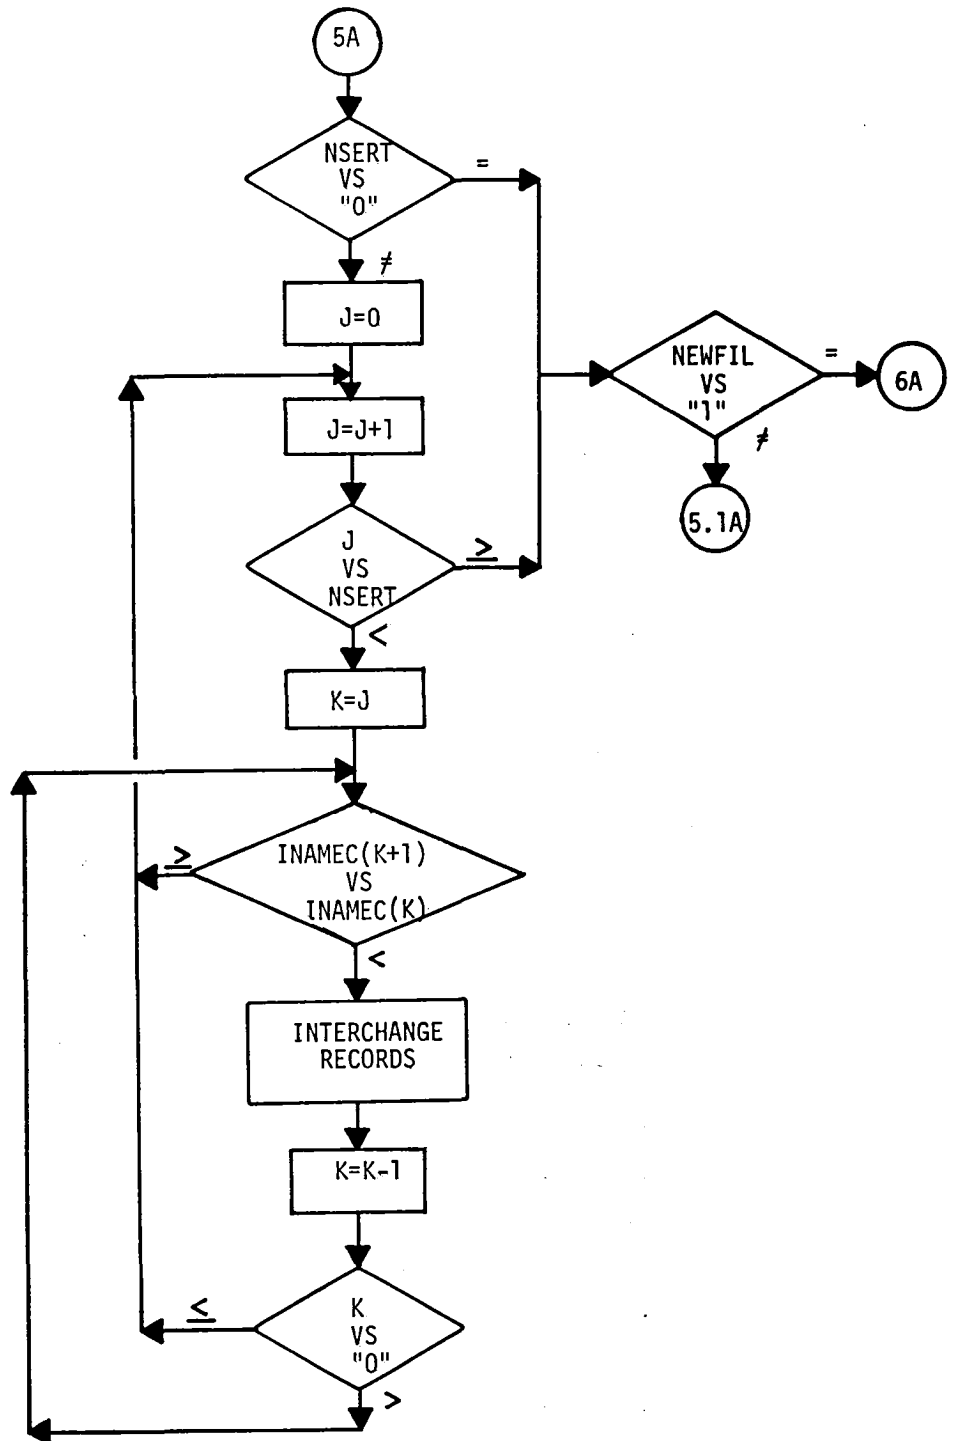 5A
NSERT
VS
"0"
=
≠
J=0
NEWFIL
VS
"1"
=
6A
≠
J=J+1
5.1A
J
VS
NSERT
≥
<
K=J
INAMEC(K+1)
VS
INAMEC(K)
≥
<
INTERCHANGE
RECORDS
K=K-1
K
VS
"0"
≤
>